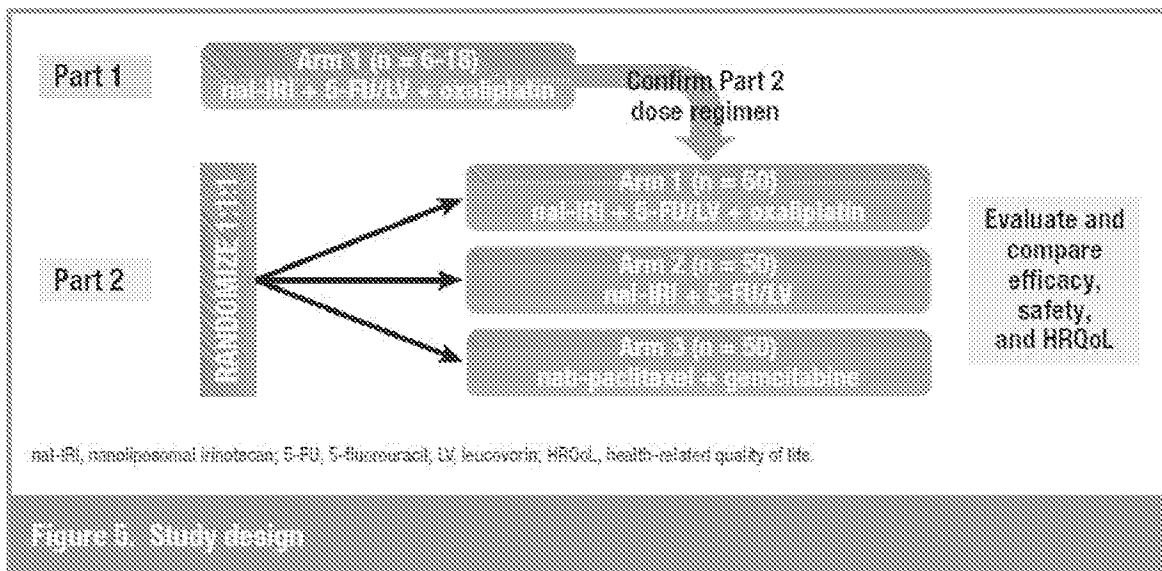 Part 1
Arm 1 (n = 6-18)
nal-IRI + 5-FU/LV + oxaliplatin
Confirm Part 2
dose regimen
Part 2
RANDOMIZE 1:1:1
Arm 1 (n = 50)
nal-IRI + 5-FU/LV + oxaliplatin
Arm 2 (n = 50)
nal-IRI + 5-FU/LV
Arm 3 (n = 50)
nab-paclitaxel + gemcitabine
Evaluate and
compare
efficacy,
safety,
and HRQoL
nal-IRI, nanoliposomal irinotecan; 5-FU, 5-fluorouracil; LV, leucovorin; HRQoL, health-related quality of life.
Figure 5. Study design